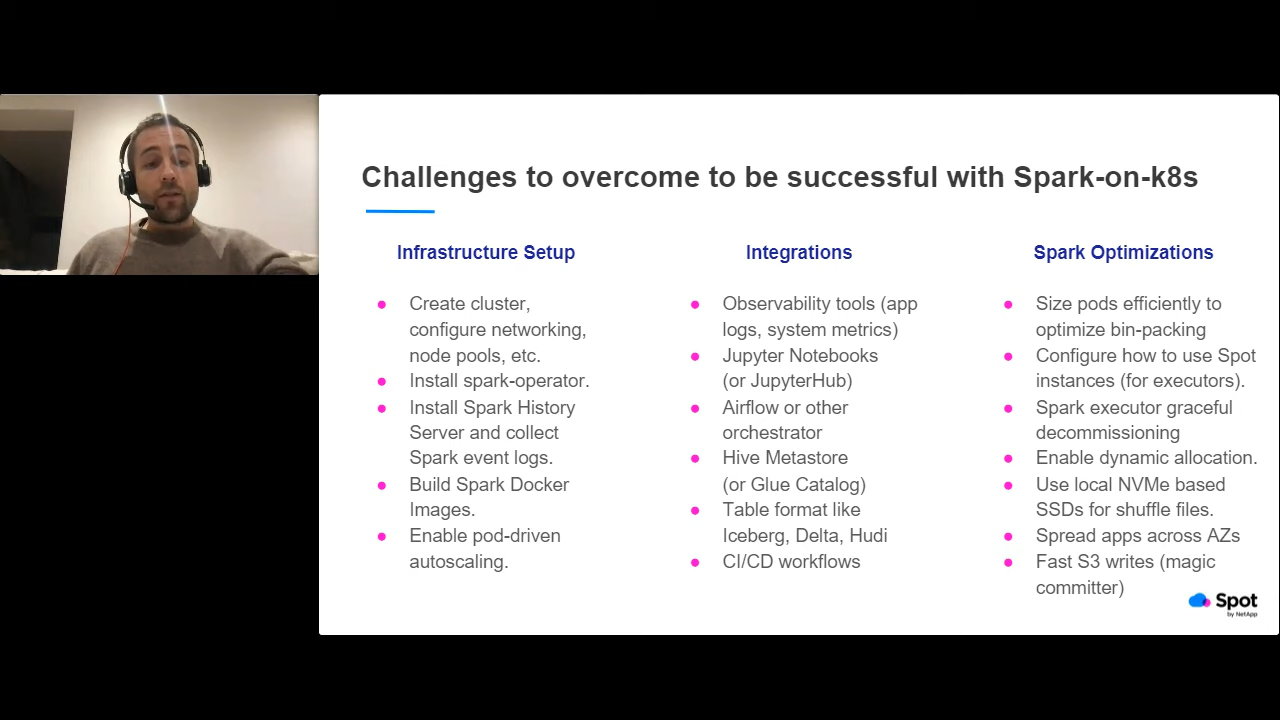 Challenges to overcome to be successful with Spark-on-k8s
Infrastructure Setup
Create cluster,
configure networking,
node pools, etc.
Install spark-operator.
Install Spark History
Server and collect
Spark event logs.
Build Spark Docker
Images.
Enable pod-driven
autoscaling.
Integrations
Observability tools (app
logs, system metrics)
Jupyter Notebooks
(or JupyterHub)
Airflow or other
orchestrator
Hive Metastore
(or Glue Catalog)
Table format like
Iceberg, Delta, Hudi
CI/CD workflows
Spark Optimizations
Size pods efficiently to
optimize bin-packing
Configure how to use Spot
instances (for executors).
Spark executor graceful
decommissioning
Enable dynamic allocation.
Use local NVMe based
SSDs for shuffle files.
Spread apps across AZs
Fast S3 writes (magic
committer)
Spot
by NetApp